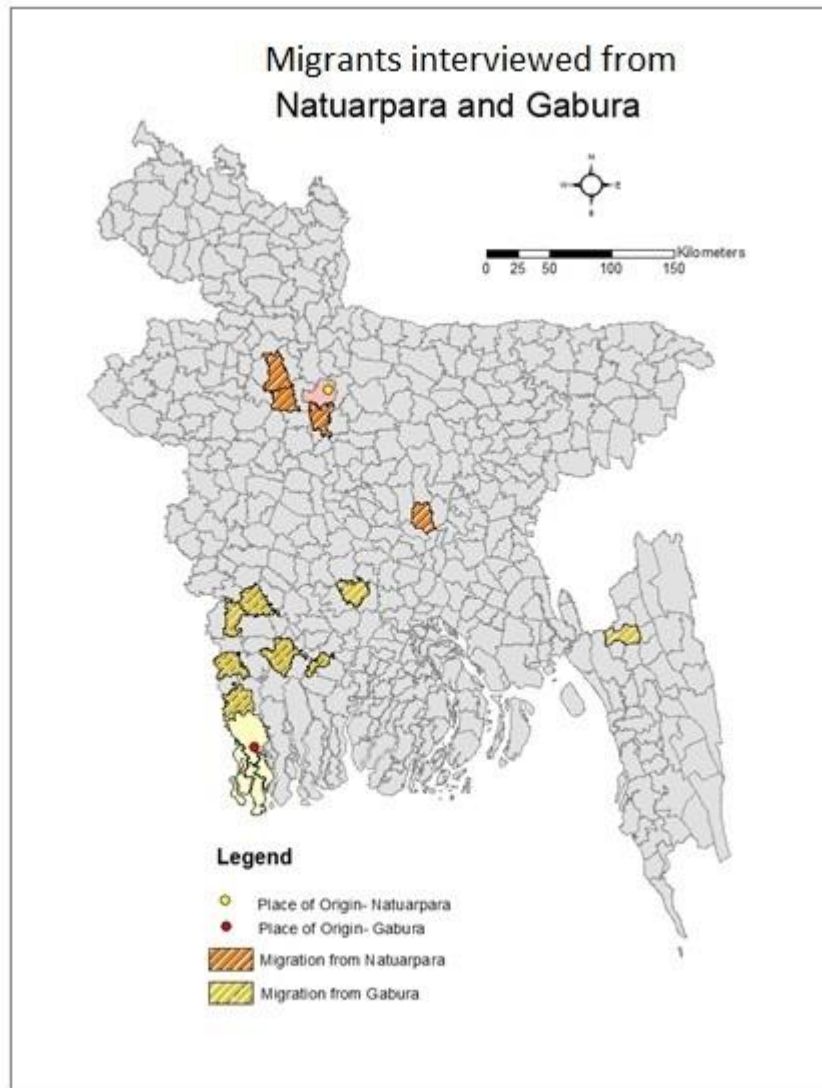 Migrants interviewed from
Natuarpara and Gabura
N
W E
S
Kilometers
0 25 50 100 150
Legend
Place of Origin- Natuarpara
Place of Origin- Gabura
Migration from Natuarpara
Migration from Gabura